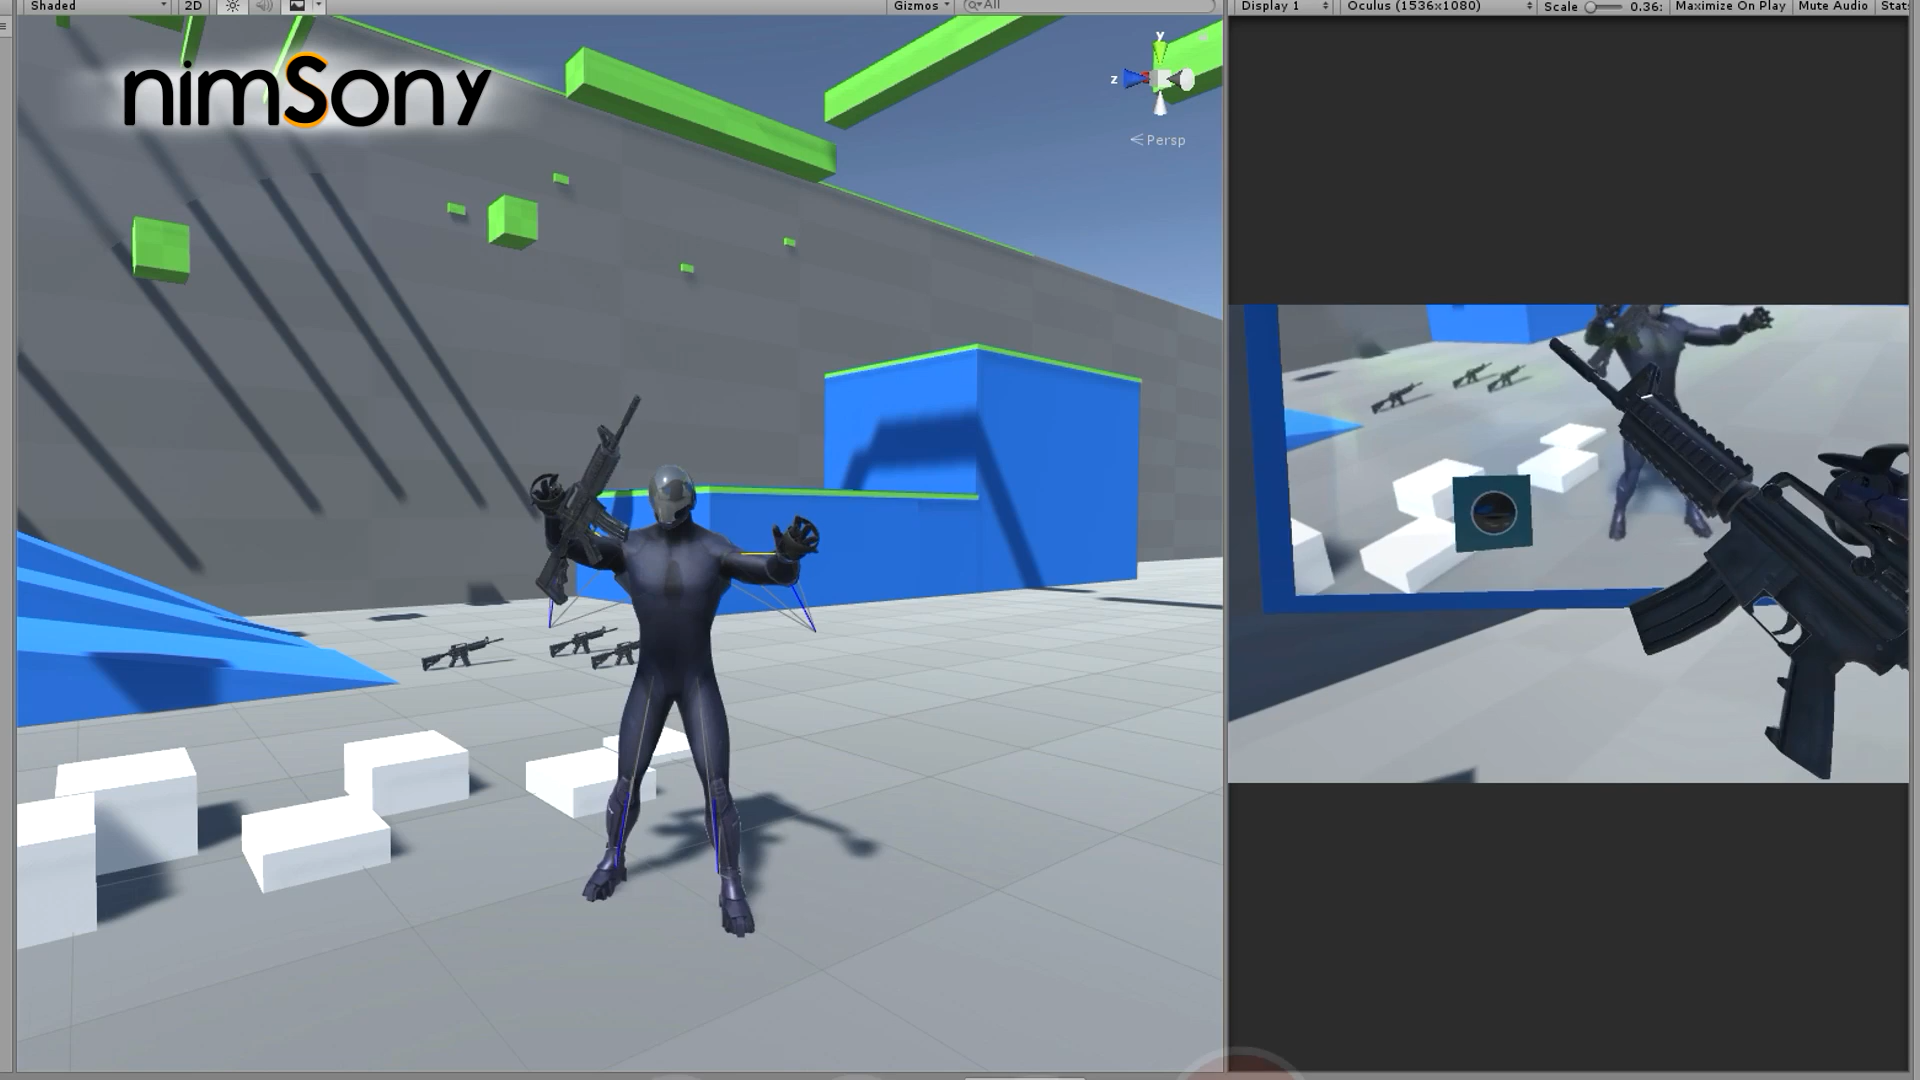 Shaded 2D Gizmos All
Display 1 Oculus (1536x1080) Scale 0.36: Maximize On Play Mute Audio Stat
nimSony
y
z
Persp